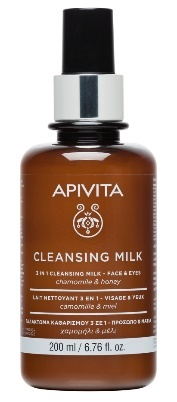 APIVITA
CLEANSING MILK
3 IN 1 CLEANSING MILK - FACE & EYES
chamomile & honey
LAIT NETTOYANT 3 EN 1 - VISAGE & YEUX
camomille & miel
ΓΑΛΑΚΤΩΜΑ ΚΑΘΑΡΙΣΜΟΥ 3 ΣΕ 1 - ΠΡΟΣΩΠΟ & ΜΑΤΙΑ
χαμομήλι & μέλι
200 ml / 6.76 fl. oz.